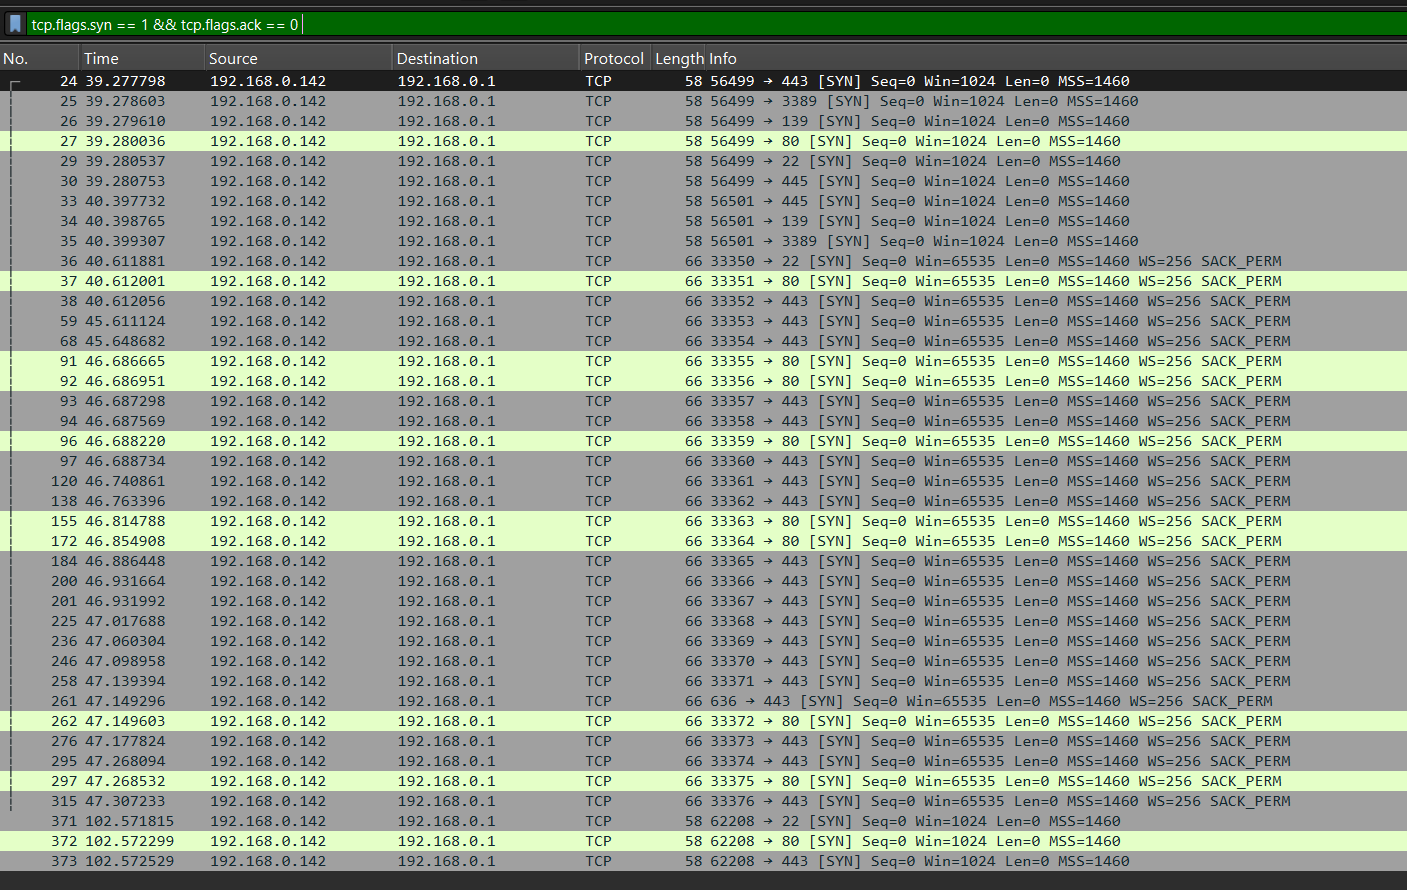 tcp.flags.syn == 1 && tcp.flags.ack == 0
No. Time Source Destination Protocol Length Info
24 39.277798 192.168.0.142 192.168.0.1 TCP 58 56499 → 443 [SYN] Seq=0 Win=1024 Len=0 MSS=1460
25 39.278603 192.168.0.142 192.168.0.1 TCP 58 56499 → 3389 [SYN] Seq=0 Win=1024 Len=0 MSS=1460
26 39.279610 192.168.0.142 192.168.0.1 TCP 58 56499 → 139 [SYN] Seq=0 Win=1024 Len=0 MSS=1460
27 39.280036 192.168.0.142 192.168.0.1 TCP 58 56499 → 80 [SYN] Seq=0 Win=1024 Len=0 MSS=1460
29 39.280537 192.168.0.142 192.168.0.1 TCP 58 56499 → 22 [SYN] Seq=0 Win=1024 Len=0 MSS=1460
30 39.280753 192.168.0.142 192.168.0.1 TCP 58 56499 → 445 [SYN] Seq=0 Win=1024 Len=0 MSS=1460
33 40.397732 192.168.0.142 192.168.0.1 TCP 58 56501 → 445 [SYN] Seq=0 Win=1024 Len=0 MSS=1460
34 40.398765 192.168.0.142 192.168.0.1 TCP 58 56501 → 139 [SYN] Seq=0 Win=1024 Len=0 MSS=1460
35 40.399307 192.168.0.142 192.168.0.1 TCP 58 56501 → 3389 [SYN] Seq=0 Win=1024 Len=0 MSS=1460
36 40.611881 192.168.0.142 192.168.0.1 TCP 66 33350 → 22 [SYN] Seq=0 Win=65535 Len=0 MSS=1460 WS=256 SACK_PERM
37 40.612001 192.168.0.142 192.168.0.1 TCP 66 33351 → 80 [SYN] Seq=0 Win=65535 Len=0 MSS=1460 WS=256 SACK_PERM
38 40.612056 192.168.0.142 192.168.0.1 TCP 66 33352 → 443 [SYN] Seq=0 Win=65535 Len=0 MSS=1460 WS=256 SACK_PERM
59 45.611124 192.168.0.142 192.168.0.1 TCP 66 33353 → 443 [SYN] Seq=0 Win=65535 Len=0 MSS=1460 WS=256 SACK_PERM
68 45.648682 192.168.0.142 192.168.0.1 TCP 66 33354 → 443 [SYN] Seq=0 Win=65535 Len=0 MSS=1460 WS=256 SACK_PERM
91 46.686665 192.168.0.142 192.168.0.1 TCP 66 33355 → 80 [SYN] Seq=0 Win=65535 Len=0 MSS=1460 WS=256 SACK_PERM
92 46.686951 192.168.0.142 192.168.0.1 TCP 66 33356 → 80 [SYN] Seq=0 Win=65535 Len=0 MSS=1460 WS=256 SACK_PERM
93 46.687298 192.168.0.142 192.168.0.1 TCP 66 33357 → 443 [SYN] Seq=0 Win=65535 Len=0 MSS=1460 WS=256 SACK_PERM
94 46.687569 192.168.0.142 192.168.0.1 TCP 66 33358 → 443 [SYN] Seq=0 Win=65535 Len=0 MSS=1460 WS=256 SACK_PERM
96 46.688220 192.168.0.142 192.168.0.1 TCP 66 33359 → 80 [SYN] Seq=0 Win=65535 Len=0 MSS=1460 WS=256 SACK_PERM
97 46.688734 192.168.0.142 192.168.0.1 TCP 66 33360 → 443 [SYN] Seq=0 Win=65535 Len=0 MSS=1460 WS=256 SACK_PERM
120 46.740861 192.168.0.142 192.168.0.1 TCP 66 33361 → 443 [SYN] Seq=0 Win=65535 Len=0 MSS=1460 WS=256 SACK_PERM
138 46.763396 192.168.0.142 192.168.0.1 TCP 66 33362 → 443 [SYN] Seq=0 Win=65535 Len=0 MSS=1460 WS=256 SACK_PERM
155 46.814788 192.168.0.142 192.168.0.1 TCP 66 33363 → 80 [SYN] Seq=0 Win=65535 Len=0 MSS=1460 WS=256 SACK_PERM
172 46.854908 192.168.0.142 192.168.0.1 TCP 66 33364 → 80 [SYN] Seq=0 Win=65535 Len=0 MSS=1460 WS=256 SACK_PERM
184 46.886448 192.168.0.142 192.168.0.1 TCP 66 33365 → 443 [SYN] Seq=0 Win=65535 Len=0 MSS=1460 WS=256 SACK_PERM
200 46.931664 192.168.0.142 192.168.0.1 TCP 66 33366 → 443 [SYN] Seq=0 Win=65535 Len=0 MSS=1460 WS=256 SACK_PERM
201 46.931992 192.168.0.142 192.168.0.1 TCP 66 33367 → 443 [SYN] Seq=0 Win=65535 Len=0 MSS=1460 WS=256 SACK_PERM
225 47.017688 192.168.0.142 192.168.0.1 TCP 66 33368 → 443 [SYN] Seq=0 Win=65535 Len=0 MSS=1460 WS=256 SACK_PERM
236 47.060304 192.168.0.142 192.168.0.1 TCP 66 33369 → 443 [SYN] Seq=0 Win=65535 Len=0 MSS=1460 WS=256 SACK_PERM
246 47.098958 192.168.0.142 192.168.0.1 TCP 66 33370 → 443 [SYN] Seq=0 Win=65535 Len=0 MSS=1460 WS=256 SACK_PERM
258 47.139394 192.168.0.142 192.168.0.1 TCP 66 33371 → 443 [SYN] Seq=0 Win=65535 Len=0 MSS=1460 WS=256 SACK_PERM
261 47.149296 192.168.0.142 192.168.0.1 TCP 66 636 → 443 [SYN] Seq=0 Win=65535 Len=0 MSS=1460 WS=256 SACK_PERM
262 47.149603 192.168.0.142 192.168.0.1 TCP 66 33372 → 80 [SYN] Seq=0 Win=65535 Len=0 MSS=1460 WS=256 SACK_PERM
276 47.177824 192.168.0.142 192.168.0.1 TCP 66 33373 → 443 [SYN] Seq=0 Win=65535 Len=0 MSS=1460 WS=256 SACK_PERM
295 47.268094 192.168.0.142 192.168.0.1 TCP 66 33374 → 443 [SYN] Seq=0 Win=65535 Len=0 MSS=1460 WS=256 SACK_PERM
297 47.268532 192.168.0.142 192.168.0.1 TCP 66 33375 → 80 [SYN] Seq=0 Win=65535 Len=0 MSS=1460 WS=256 SACK_PERM
315 47.307233 192.168.0.142 192.168.0.1 TCP 66 33376 → 443 [SYN] Seq=0 Win=65535 Len=0 MSS=1460 WS=256 SACK_PERM
371 102.571815 192.168.0.142 192.168.0.1 TCP 58 62208 → 22 [SYN] Seq=0 Win=1024 Len=0 MSS=1460
372 102.572299 192.168.0.142 192.168.0.1 TCP 58 62208 → 80 [SYN] Seq=0 Win=1024 Len=0 MSS=1460
373 102.572529 192.168.0.142 192.168.0.1 TCP 58 62208 → 443 [SYN] Seq=0 Win=1024 Len=0 MSS=1460